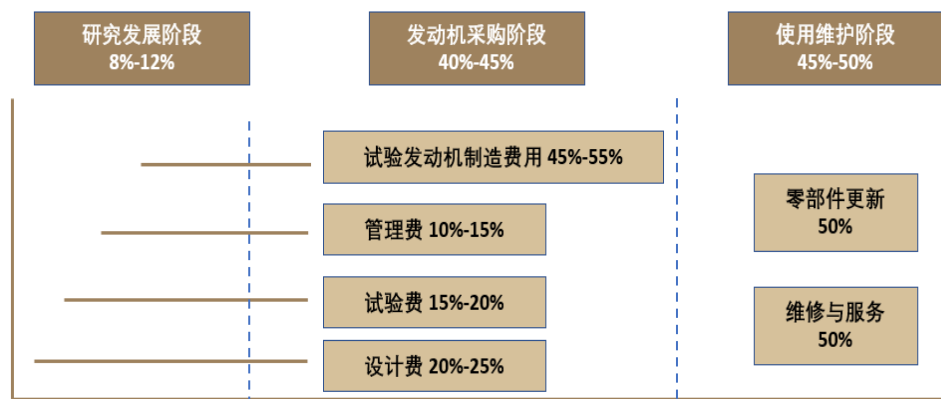 研究发展阶段
8%-12%
发动机采购阶段
40%-45%
使用维护阶段
45%-50%
试验发动机制造费用 45%-55%
管理费 10%-15%
试验费 15%-20%
设计费 20%-25%
零部件更新
50%
维修与服务
50%